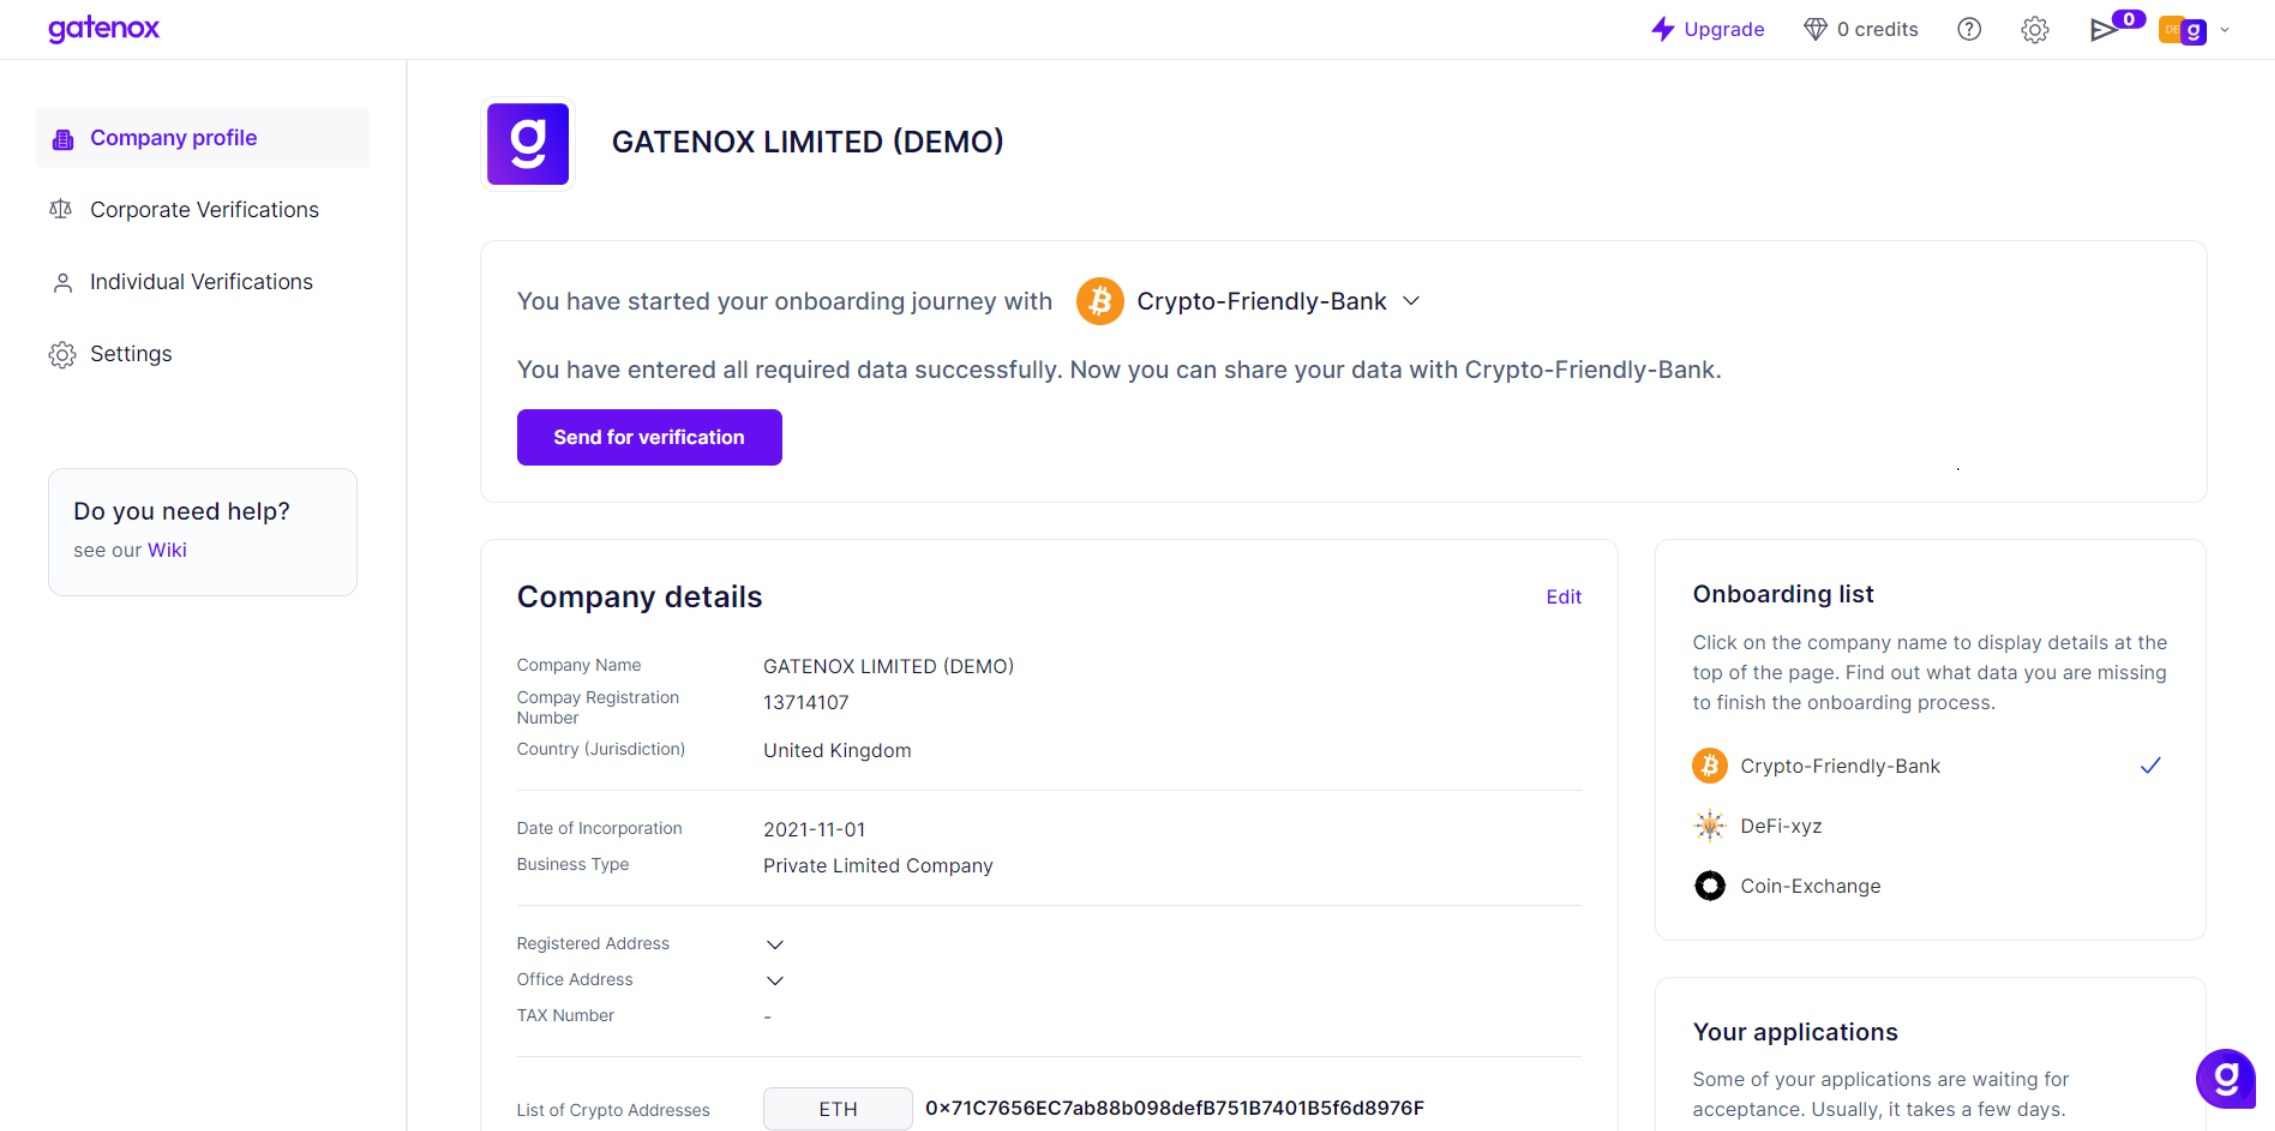 gatenox
Upgrade
0 credits
0
DE g
Company profile
Corporate Verifications
Individual Verifications
Settings
Do you need help?
see our Wiki
g
GATENOX LIMITED (DEMO)
You have started your onboarding journey with Crypto-Friendly-Bank
You have entered all required data successfully. Now you can share your data with Crypto-Friendly-Bank.
Send for verification
Company details
Edit
Company Name GATENOX LIMITED (DEMO)
Compay Registration
Number
13714107
Country (Jurisdiction) United Kingdom
Date of Incorporation 2021-11-01
Business Type Private Limited Company
Registered Address
Office Address
TAX Number -
List of Crypto Addresses ETH 0x71C7656EC7ab88b098defB751B7401B5f6d8976F
Onboarding list
Click on the company name to display details at the
top of the page. Find out what data you are missing
to finish the onboarding process.
Crypto-Friendly-Bank
DeFi-xyz
Coin-Exchange
Your applications
Some of your applications are waiting for
acceptance. Usually, it takes a few days.
g